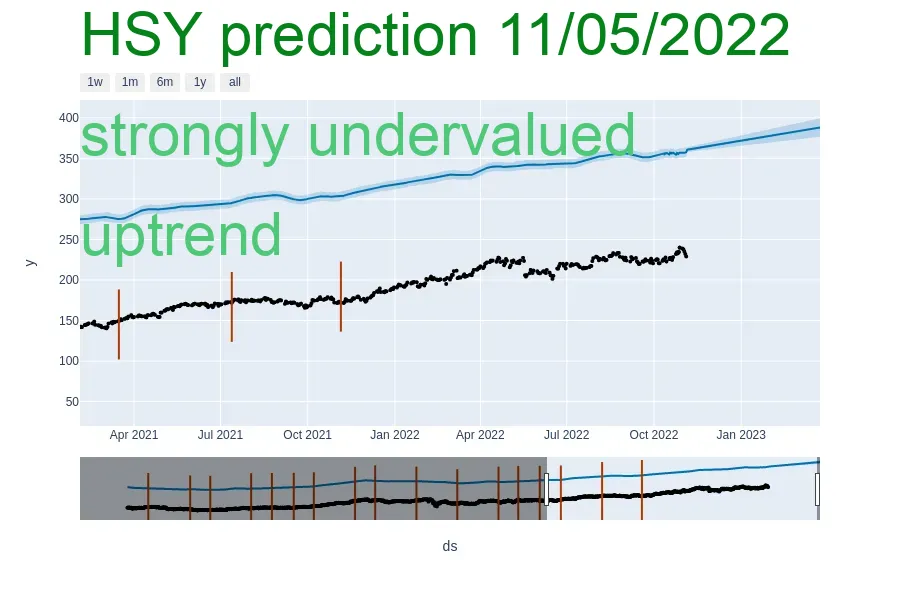 HSY prediction 11/05/2022
1w 1m 6m 1y all
strongly undervalued
uptrend
400
350
300
250
200
150
100
50
y
Apr 2021 Jul 2021 Oct 2021 Jan 2022 Apr 2022 Jul 2022 Oct 2022 Jan 2023
ds